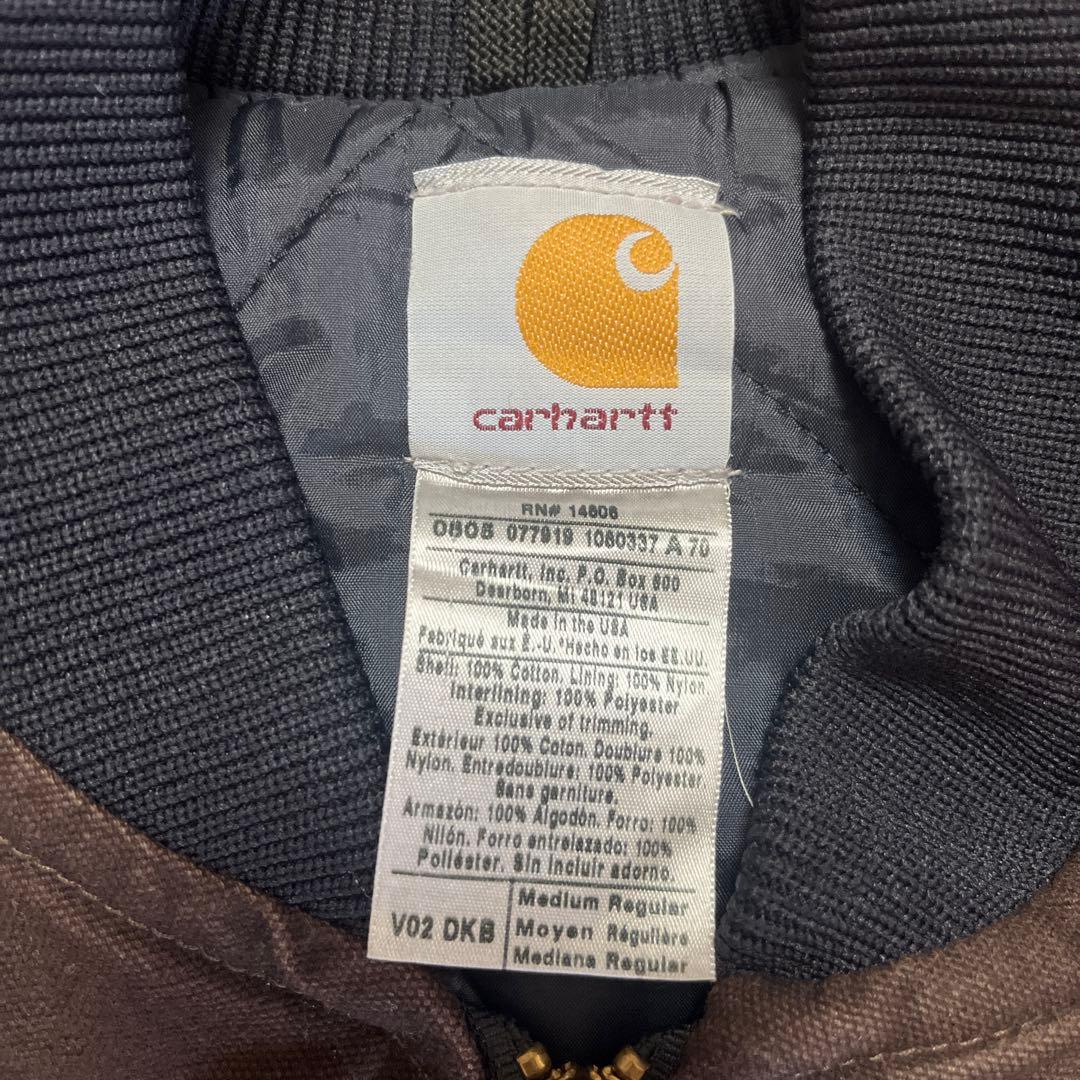 carhartt
RN# 14806
0805 077919 1080337 A 70
Carhartt, Inc. P.O. Box 600
Dearborn, MI 48121 USA
Made in the USA
Fabriqué aux É.-U. *Hecho en los EE.UU.
Shell: 100% Cotton. Lining: 100% Nylon
Interlining: 100% Polyester
Exclusive of trimming.
Extérieur 100% Coton. Doublure 100%
Nylon. Entredoublure: 100% Polyester
Sans garniture.
Armazón: 100% Algodón. Forro: 100%
Nilón. Forro entrelazado: 100%
Poliéster. Sin incluir adorno.
V02 DKB
Medium Regular
Moyen Régulière
Mediana Regular